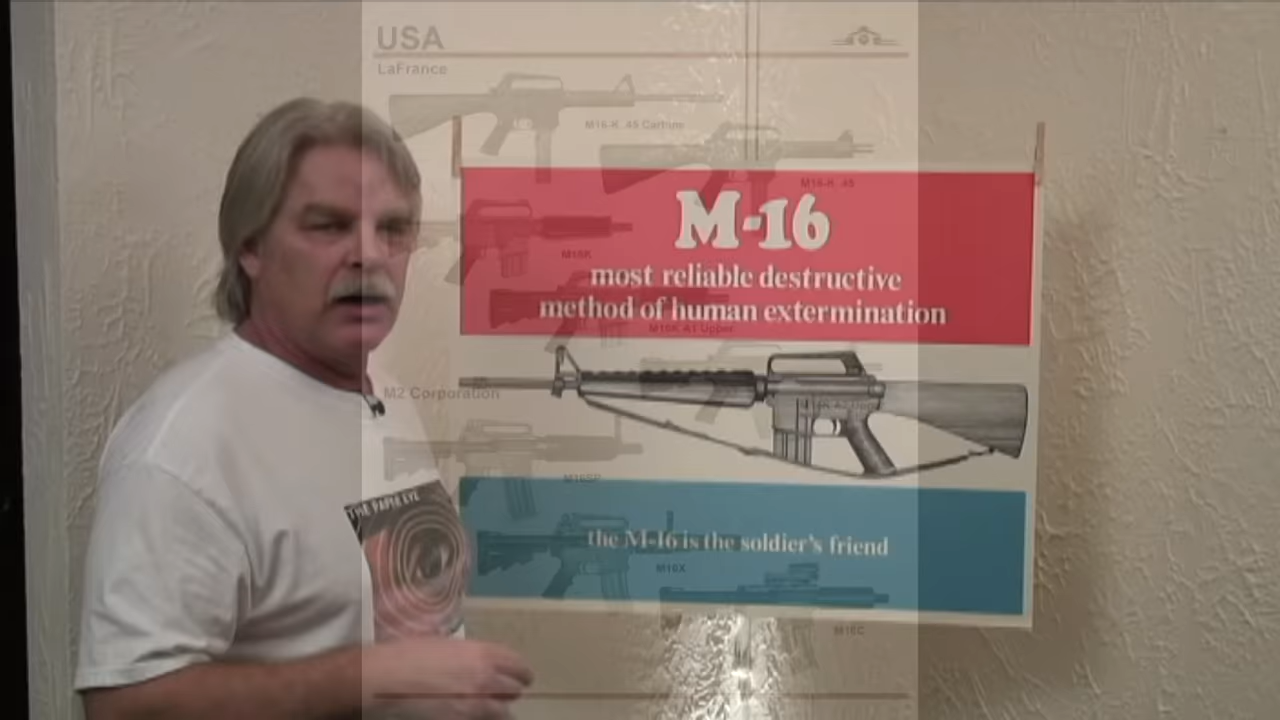 USA
LaFrance
M16-K .45 Carbine
M16-K .45
M-16
most reliable destructive
method of human extermination
M16K
M16K A1 Upper
M2 Corporation
the M-16 is the soldier's friend
M16X
THE PAPER EYE